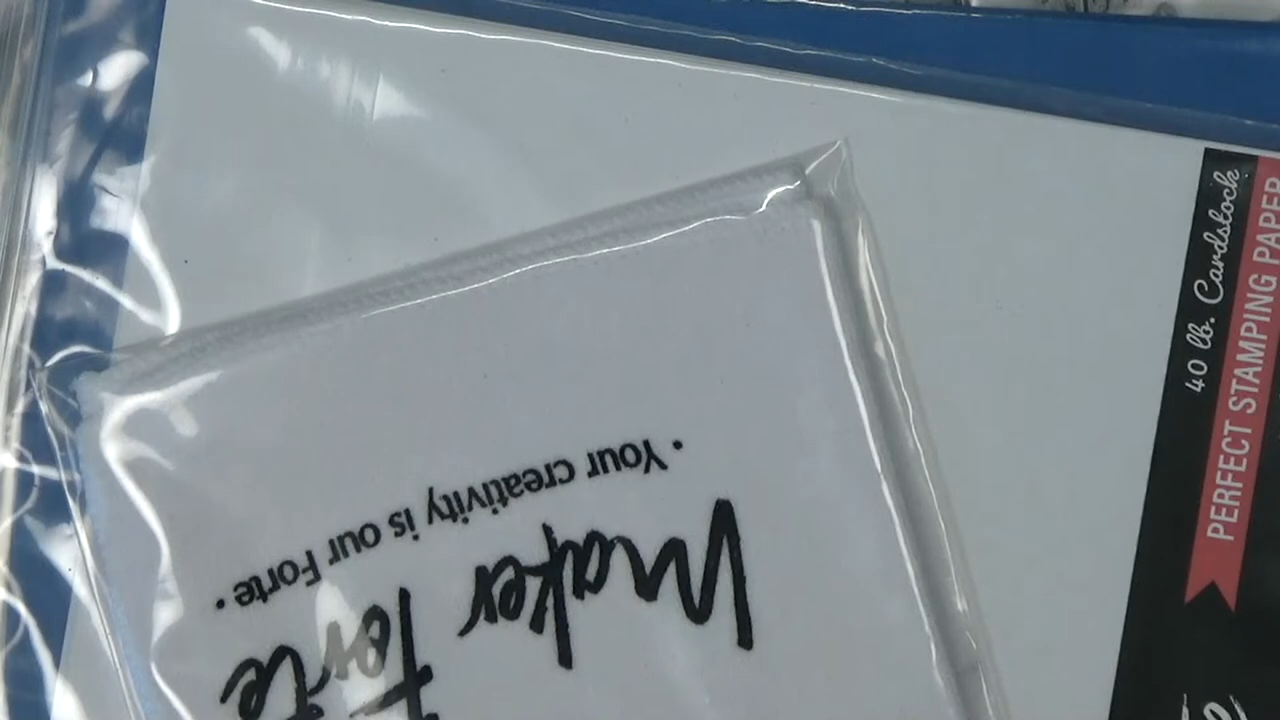 Maker
Forte
• Your creativity is our Forte •
40 lb. Cardstock
PERFECT STAMPING PAPER